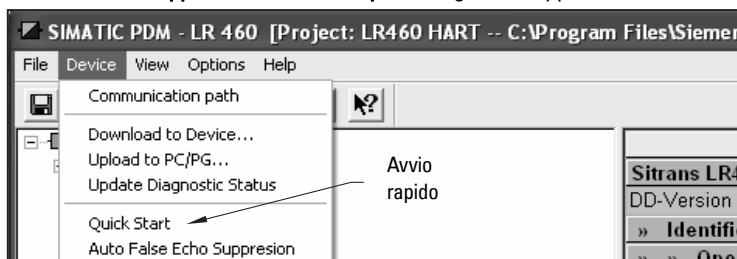 SIMATIC PDM - LR 460 [Project: LR460 HART -- C:\Program Files\Siemen
File Device View Options Help
Communication path
Download to Device...
Upload to PC/PG...
Update Diagnostic Status
Quick Start
Auto False Echo Suppresion
Avvio
rapido
Sitrans LR4
DD-Version
» Identifi
» » Ope